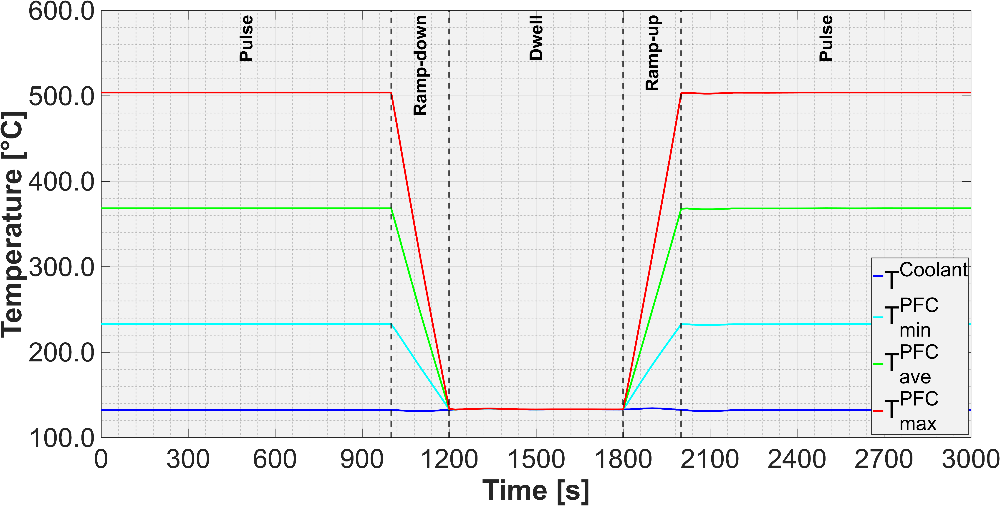 600.0
500.0
400.0
300.0
200.0
100.0
Temperature [°C]
Pulse
Ramp-down
Dwell
Ramp-up
Pulse
T^Coolant
T^PFC_min
T^PFC_ave
T^PFC_max
0 300 600 900 1200 1500 1800 2100 2400 2700 3000
Time [s]